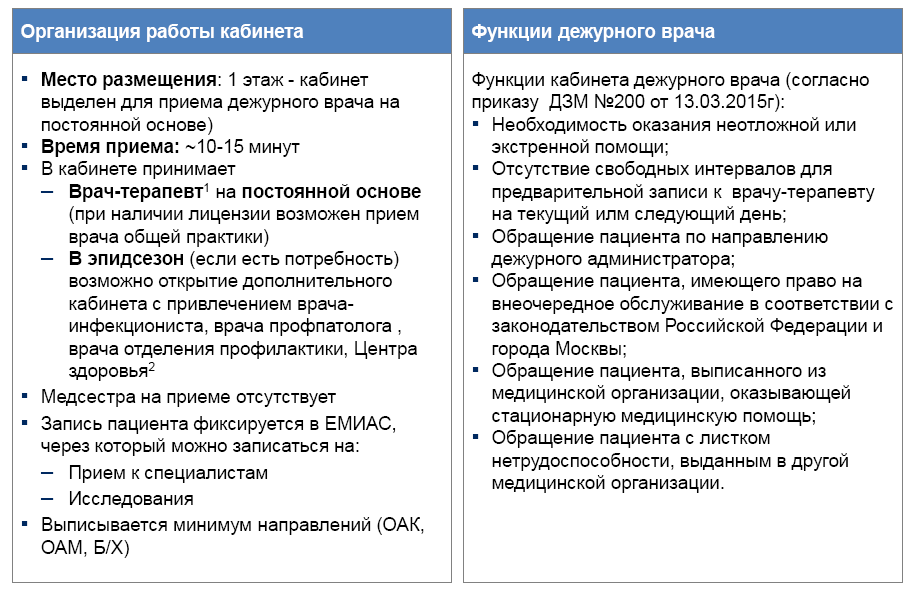 Организация работы кабинета
▪ Место размещения: 1 этаж - кабинет
выделен для приема дежурного врача на
постоянной основе)
▪ Время приема: ~10-15 минут
▪ В кабинете принимает
– Врач-терапевт1 на постоянной основе
(при наличии лицензии возможен прием
врача общей практики)
– В эпидсезон (если есть потребность)
возможно открытие дополнительного
кабинета с привлечением врача-
инфекциониста, врача профпатолога ,
врача отделения профилактики, Центра
здоровья2
▪ Медсестра на приеме отсутствует
▪ Запись пациента фиксируется в ЕМИАС,
через который можно записаться на:
– Прием к специалистам
– Исследования
▪ Выписывается минимум направлений (ОАК,
ОАМ, Б/Х)
Функции дежурного врача
Функции кабинета дежурного врача (согласно
приказу ДЗМ №200 от 13.03.2015г):
▪ Необходимость оказания неотложной или
экстренной помощи;
▪ Отсутствие свободных интервалов для
предварительной записи к врачу-терапевту
на текущий илм следующий день;
▪ Обращение пациента по направлению
дежурного администратора;
▪ Обращение пациента, имеющего право на
внеочередное обслуживание в соответствии с
законодательством Российской Федерации и
города Москвы;
▪ Обращение пациента, выписанного из
медицинской организации, оказывающей
стационарную медицинскую помощь;
▪ Обращение пациента с листком
нетрудоспособности, выданным в другой
медицинской организации.